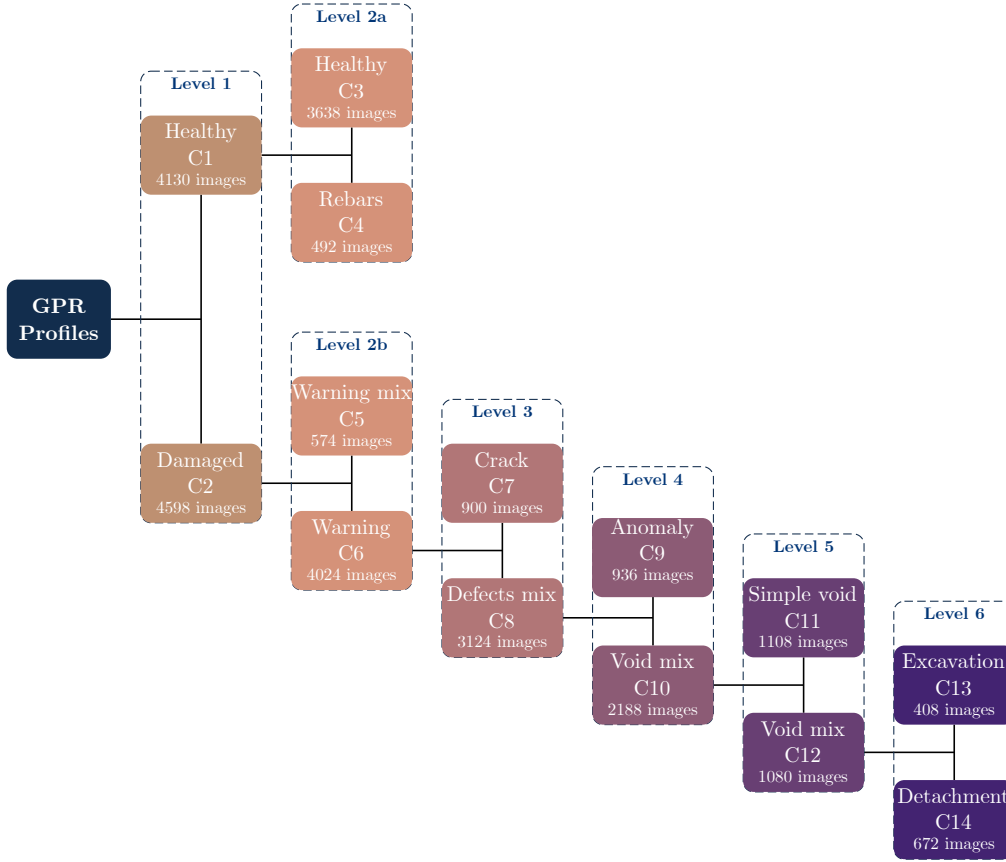 GPR
Profiles
Level 1
Healthy
C1
4130 images
Damaged
C2
4598 images
Level 2a
Healthy
C3
3638 images
Rebars
C4
492 images
Level 2b
Warning mix
C5
574 images
Warning
C6
4024 images
Level 3
Crack
C7
900 images
Defects mix
C8
3124 images
Level 4
Anomaly
C9
936 images
Void mix
C10
2188 images
Level 5
Simple void
C11
1108 images
Void mix
C12
1080 images
Level 6
Excavation
C13
408 images
Detachment
C14
672 images